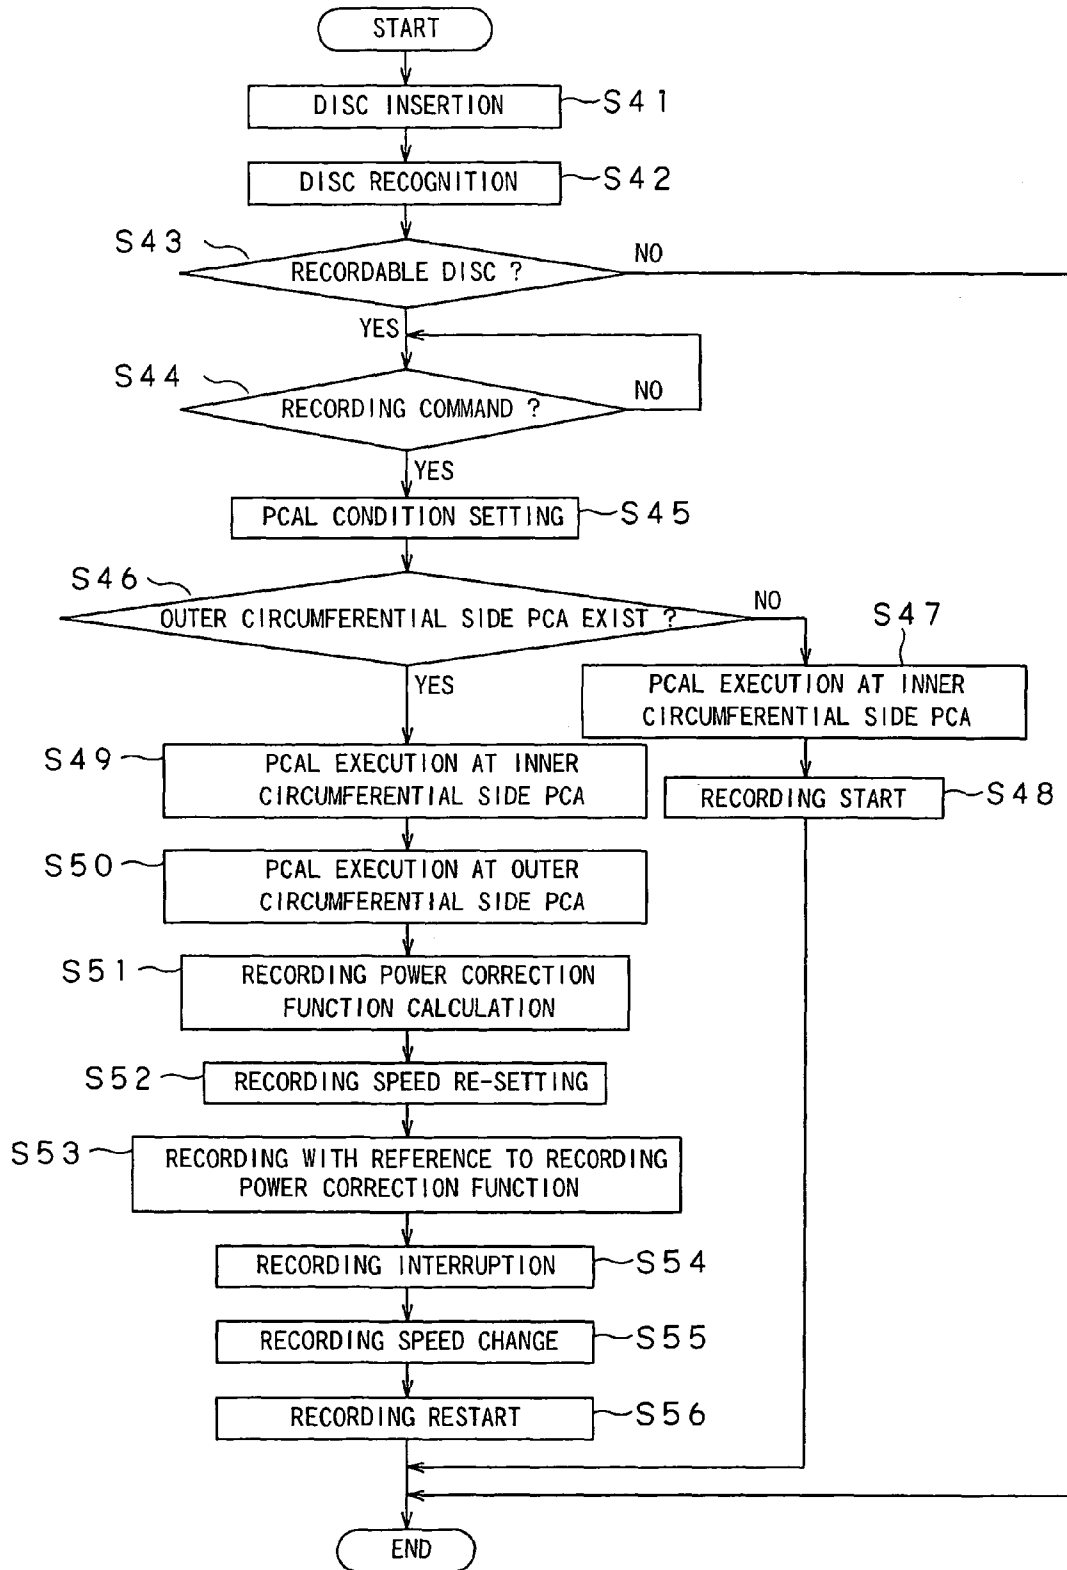 START
DISC INSERTION
S41
DISC RECOGNITION
S42
S43
RECORDABLE DISC ?
NO
YES
S44
RECORDING COMMAND ?
NO
YES
PCAL CONDITION SETTING
S45
S46
OUTER CIRCUMFERENTIAL SIDE PCA EXIST ?
NO
YES
S47
PCAL EXECUTION AT INNER
CIRCUMFERENTIAL SIDE PCA
RECORDING START
S48
S49
PCAL EXECUTION AT INNER
CIRCUMFERENTIAL SIDE PCA
S50
PCAL EXECUTION AT OUTER
CIRCUMFERENTIAL SIDE PCA
S51
RECORDING POWER CORRECTION
FUNCTION CALCULATION
S52
RECORDING SPEED RE-SETTING
S53
RECORDING WITH REFERENCE TO RECORDING
POWER CORRECTION FUNCTION
RECORDING INTERRUPTION
S54
RECORDING SPEED CHANGE
S55
RECORDING RESTART
S56
END